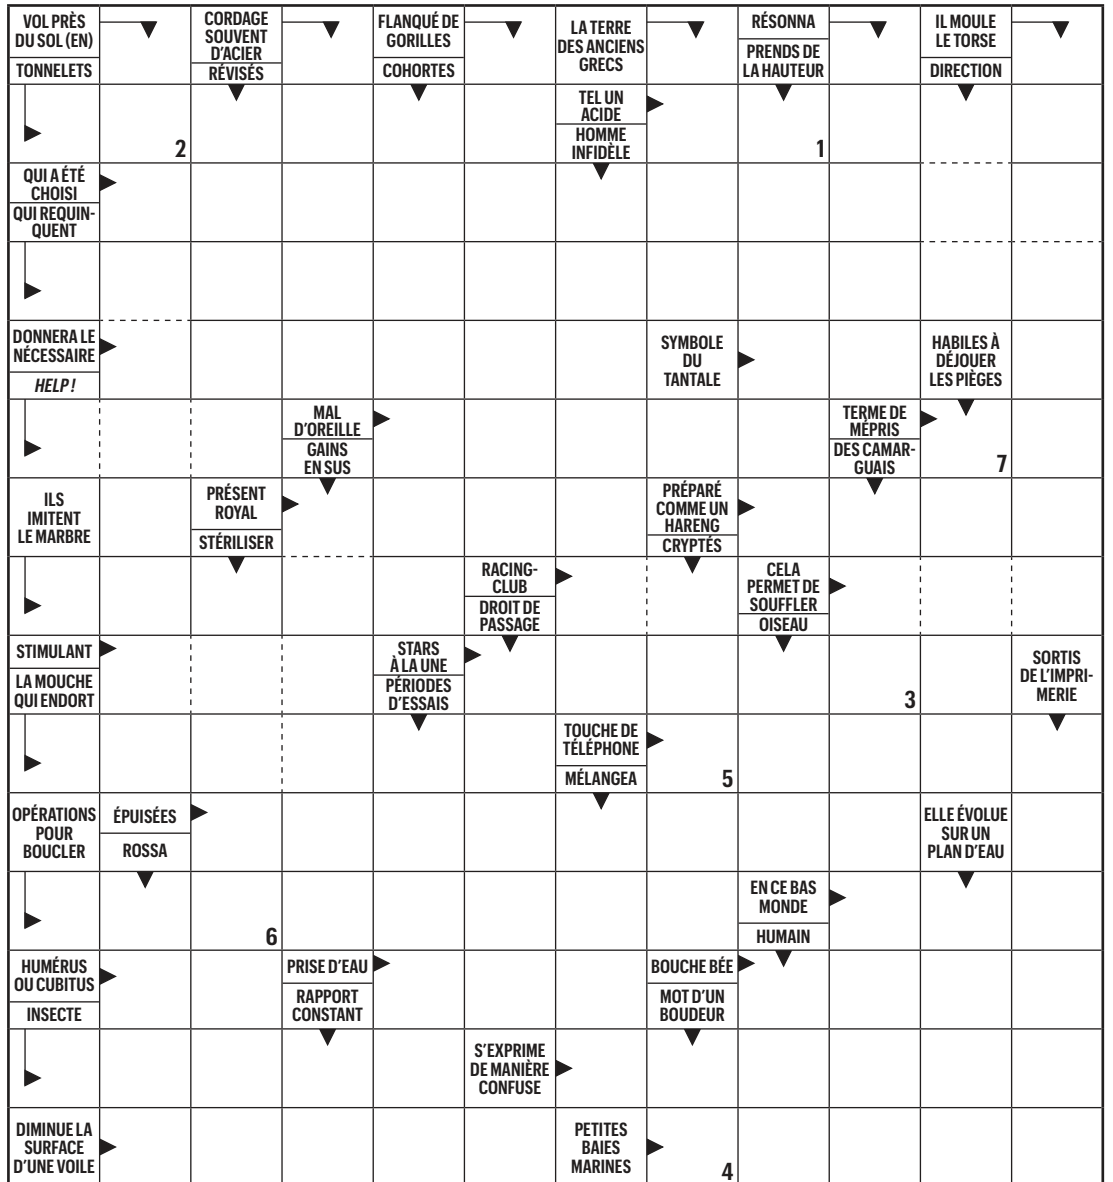 VOL PRÈS
DU SOL (EN)
TONNELETS
CORDAGE
SOUVENT
D'ACIER
RÉVISÉS
FLANQUÉ DE
GORILLES
COHORTES
LA TERRE
DES ANCIENS
GRECS
RÉSONNA
PRENDS DE
LA HAUTEUR
IL MOULE
LE TORSE
DIRECTION
2
TEL UN
ACIDE
HOMME
INFIDÈLE
1
QUI A ÉTÉ
CHOISI
QUI REQUIN-
QUENT
DONNERA LE
NÉCESSAIRE
HELP !
SYMBOLE
DU
TANTALE
HABILES À
DÉJOUER
LES PIÈGES
MAL
D'OREILLE
GAINS
EN SUS
TERME DE
MÉPRIS
DES CAMAR-
GUAIS
7
ILS
IMITENT
LE MARBRE
PRÉSENT
ROYAL
STÉRILISER
PRÉPARÉ
COMME UN
HARENG
CRYPTÉS
RACING-
CLUB
DROIT DE
PASSAGE
CELA
PERMET DE
SOUFFLER
OISEAU
STIMULANT
LA MOUCHE
QUI ENDORT
STARS
À LA UNE
PÉRIODES
D'ESSAIS
3
SORTIS
DE L'IMPRI-
MERIE
TOUCHE DE
TÉLÉPHONE
MÉLANGEA
5
OPÉRATIONS
POUR
BOUCLER
ÉPUISÉES
ROSSA
ELLE ÉVOLUE
SUR UN
PLAN D'EAU
6
EN CE BAS
MONDE
HUMAIN
HUMÉRUS
OU CUBITUS
INSECTE
PRISE D'EAU
RAPPORT
CONSTANT
BOUCHE BÉE
MOT D'UN
BOUDEUR
S'EXPRIME
DE MANIÈRE
CONFUSE
DIMINUE LA
SURFACE
D'UNE VOILE
PETITES
BAIES
MARINES
4